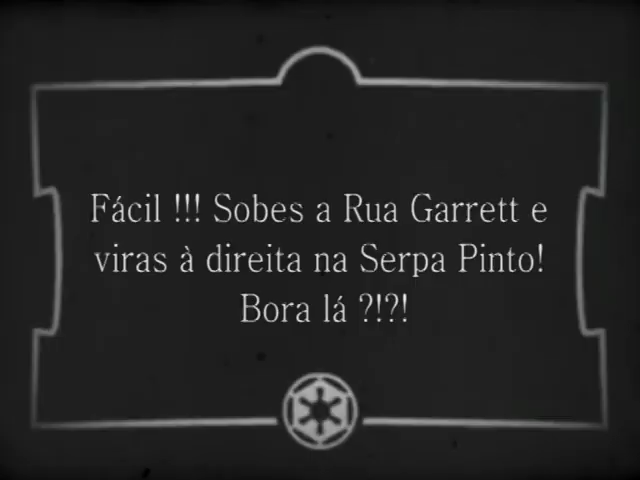 Fácil !!! Sobes a Rua Garrett e
viras à direita na Serpa Pinto!
Bora lá ?!?!